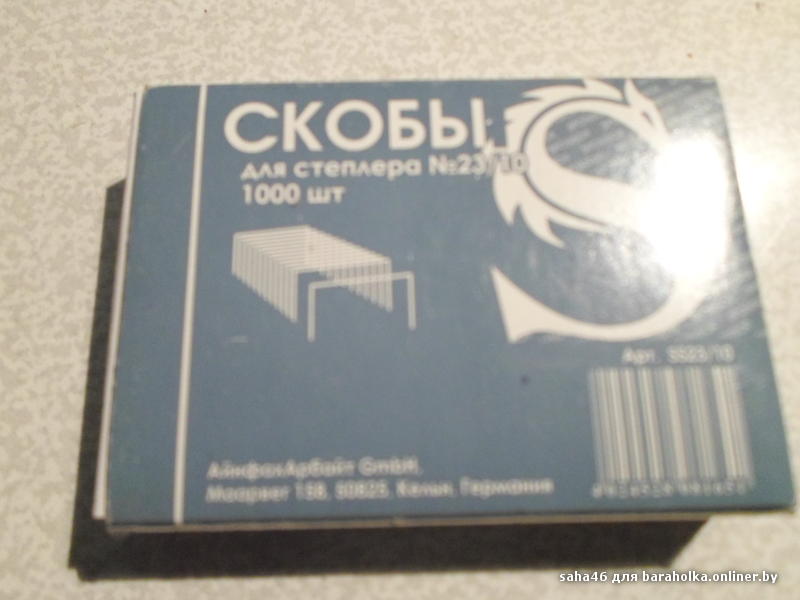 СКОБЫ
для степлера №23/10
1000 шт
S
Арт. SS23/10
АйнфахАрбайт GmbH,
Маарвег 158, 50825, Кельн, Германия
saha46 для baraholka.onliner.by